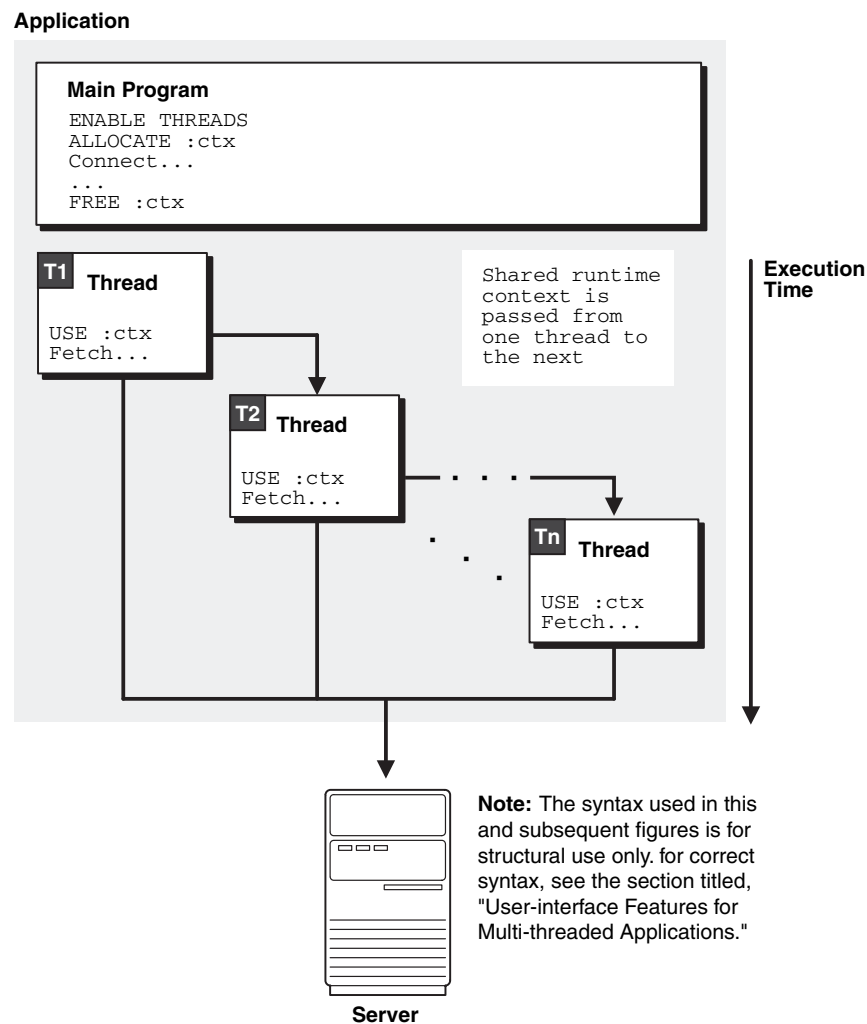 Application
Main Program
ENABLE THREADS
ALLOCATE :ctx
Connect...
...
FREE :ctx
T1
Thread
USE :ctx
Fetch...
Shared runtime
context is
passed from
one thread to
the next
Execution
Time
T2
Thread
USE :ctx
Fetch...
Tn
Thread
USE :ctx
Fetch...
Note: The syntax used in this
and subsequent figures is for
structural use only. for correct
syntax, see the section titled,
"User-interface Features for
Multi-threaded Applications."
Server